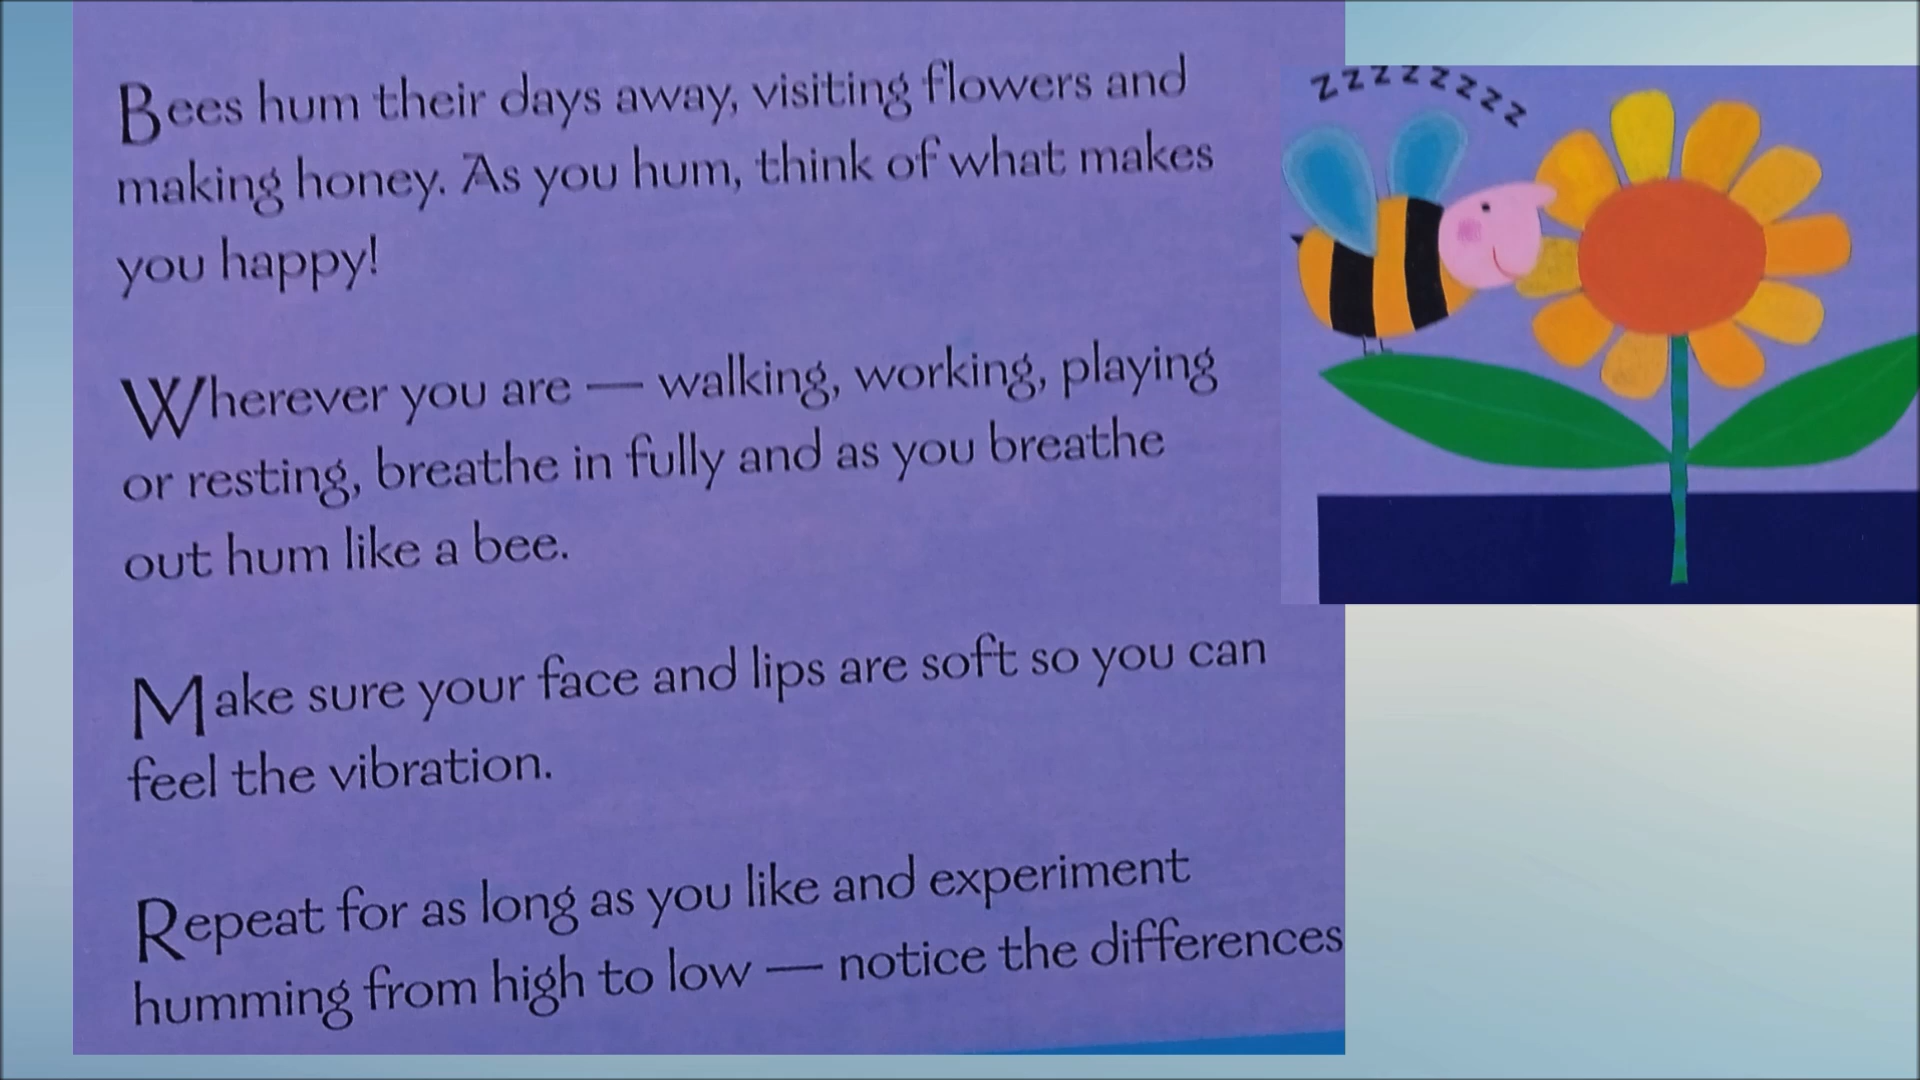 Bees hum their days away, visiting flowers and
making honey. As you hum, think of what makes
you happy!
Wherever you are — walking, working, playing
or resting, breathe in fully and as you breathe
out hum like a bee.
Make sure your face and lips are soft so you can
feel the vibration.
Repeat for as long as you like and experiment
humming from high to low — notice the differences
zzzzzzzz